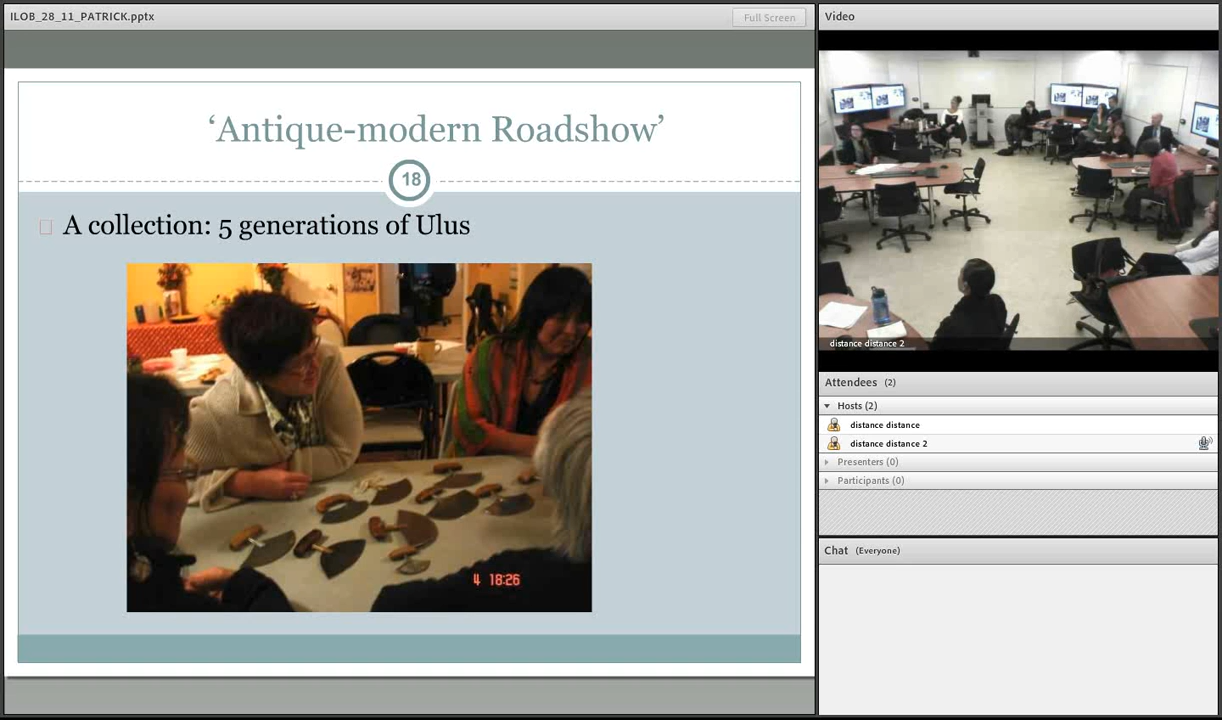 ILOB_28_11_PATRICK.pptx
Full Screen
‘Antique-modern Roadshow’
18
A collection: 5 generations of Ulus
4 18:26
Video
distance distance 2
Attendees (2)
Hosts (2)
distance distance
distance distance 2
Presenters (0)
Participants (0)
Chat (Everyone)